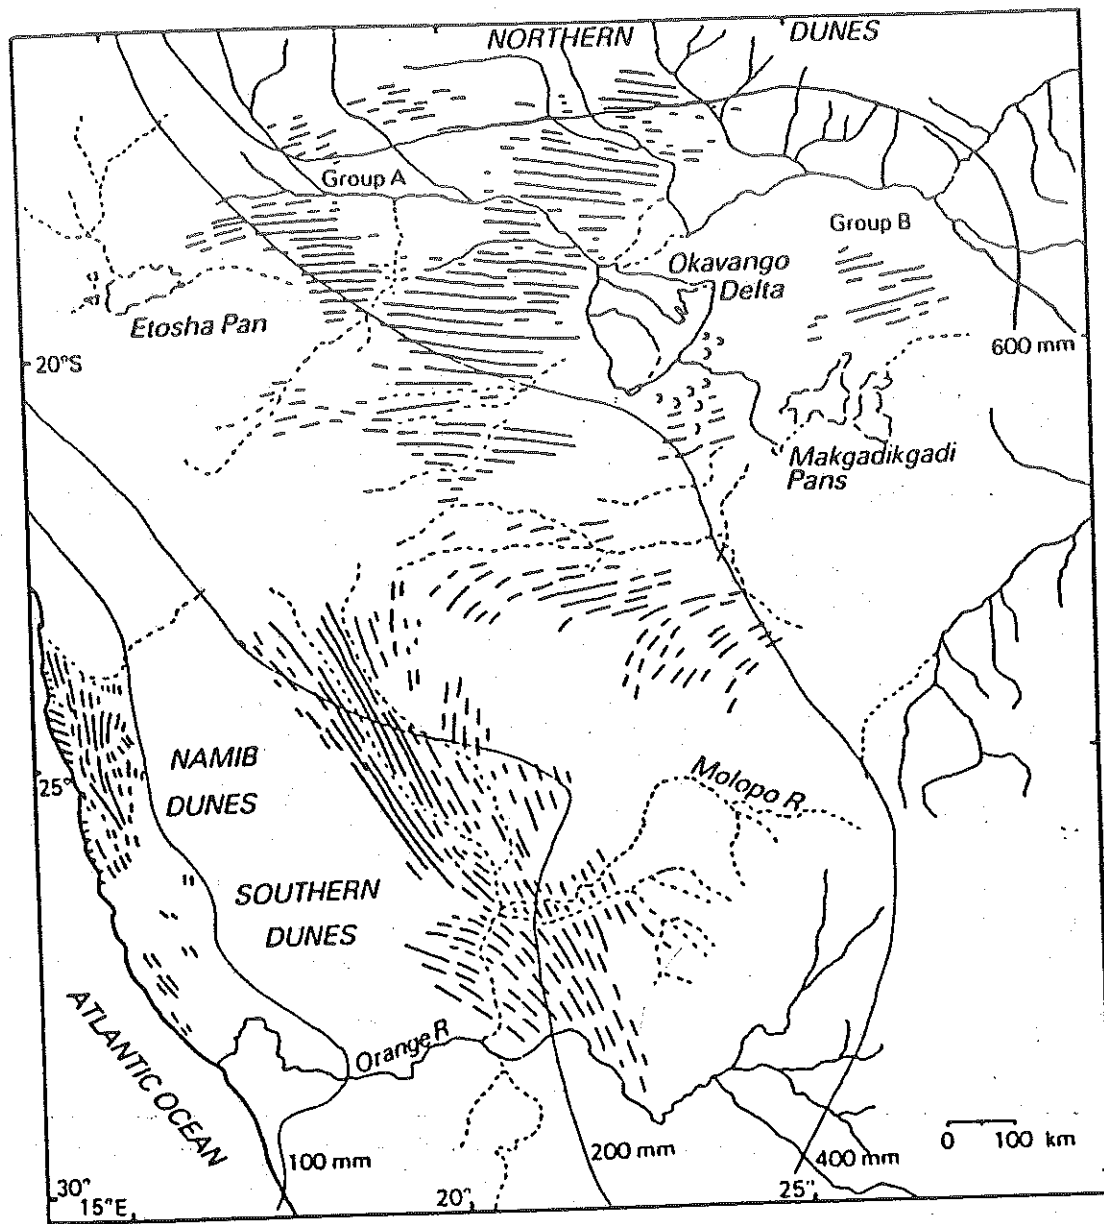 NORTHERN DUNES
Group A
Group B
Okavango
Delta
Etosha Pan
600 mm
20°S
Makgadikgadi
Pans
NAMIB
DUNES
25°
Molopo R
SOUTHERN
DUNES
ATLANTIC OCEAN
Orange R
0 100 km
100 mm
200 mm
400 mm
30°
15°E
20°
25°